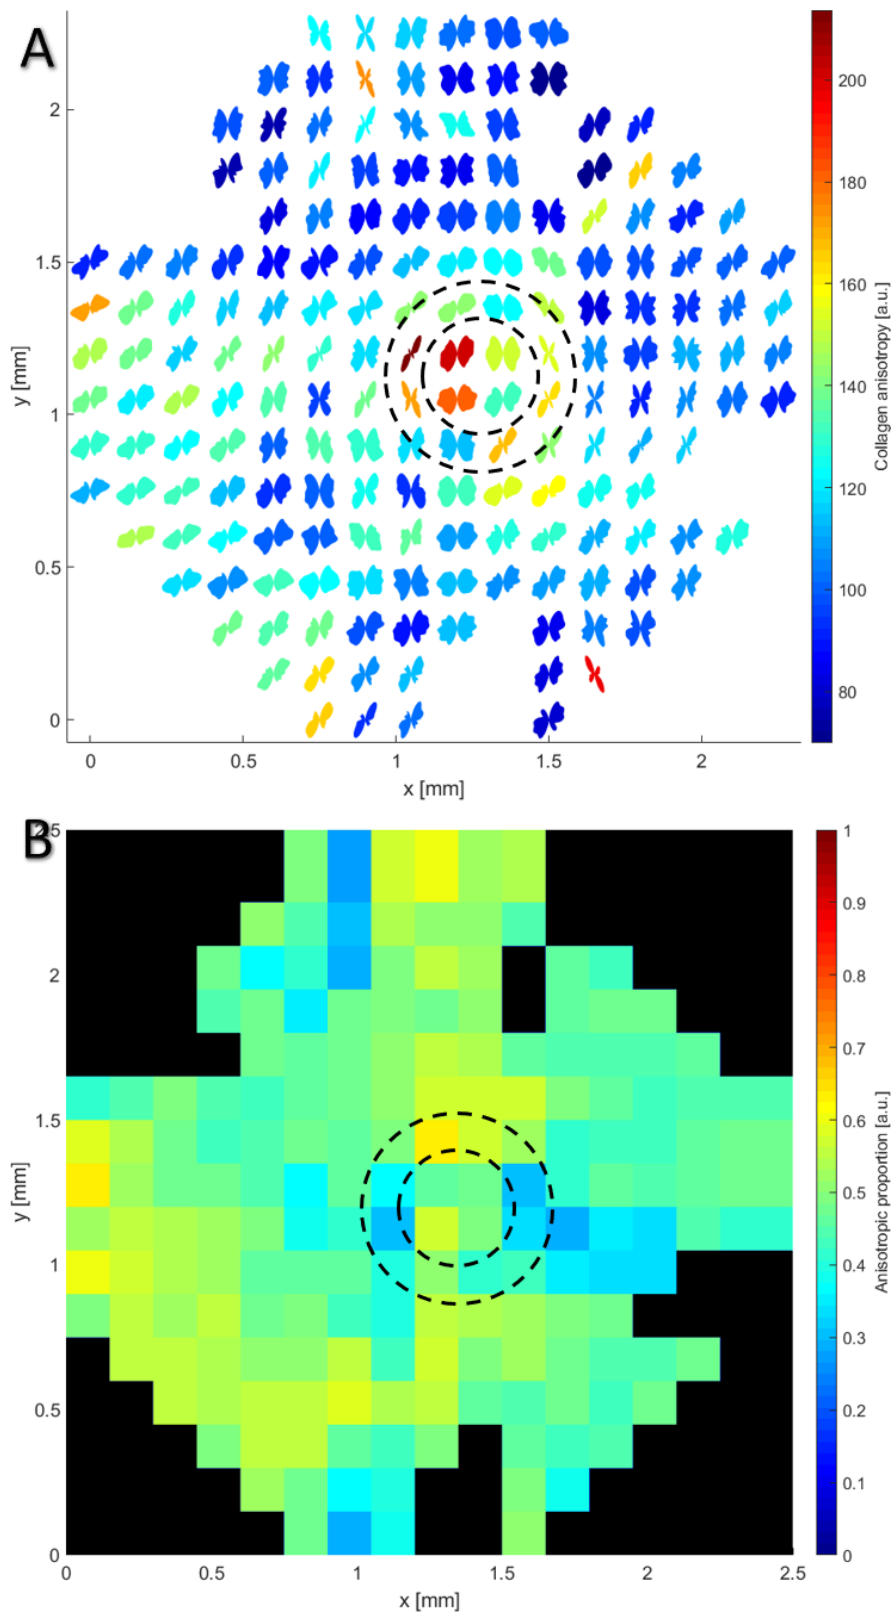 A
200
180
160
140
120
100
80
Collagen anisotropy [a.u.]
2
1.5
1
0.5
0
y [mm]
0 0.5 1 1.5 2
x [mm]
B
2
1.5
1
0.5
0
y [mm]
0 0.5 1 1.5 2 2.5
x [mm]
1
0.9
0.8
0.7
0.6
0.5
0.4
0.3
0.2
0.1
0
Anisotropic proportion [a.u.]